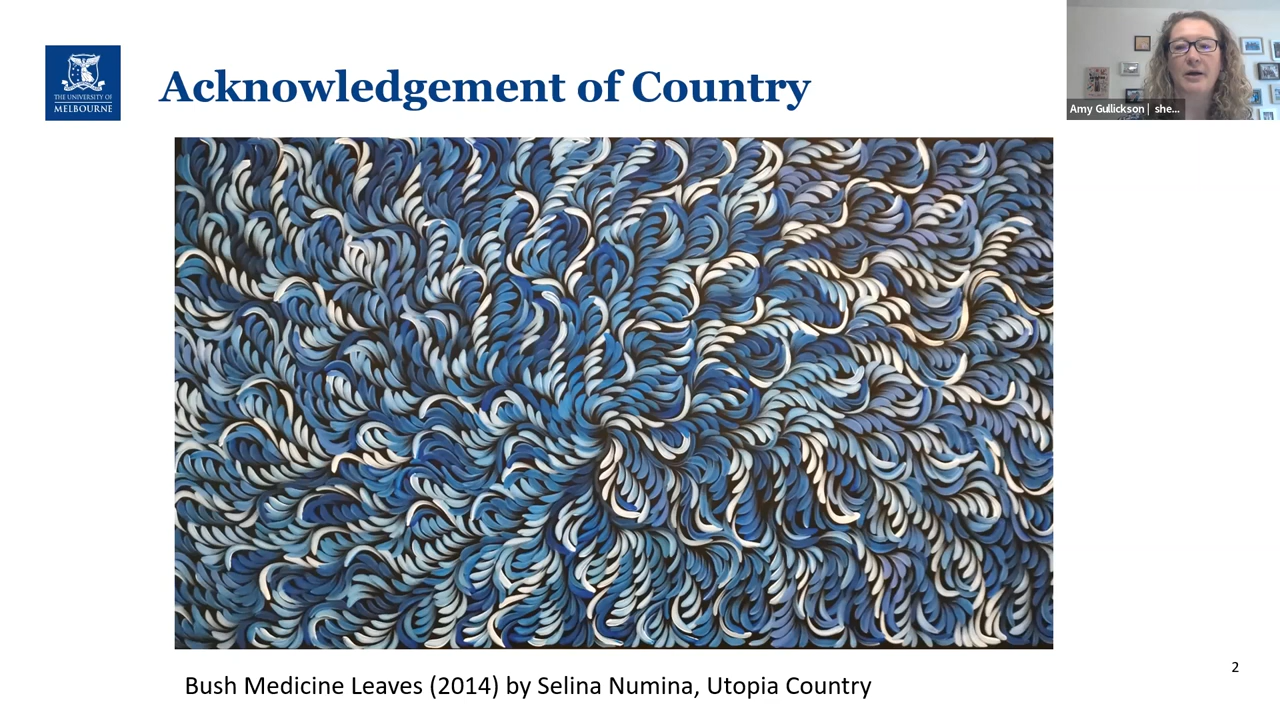 THE UNIVERSITY OF
MELBOURNE
Acknowledgement of Country
Amy Gullickson | she...
Bush Medicine Leaves (2014) by Selina Numina, Utopia Country
2